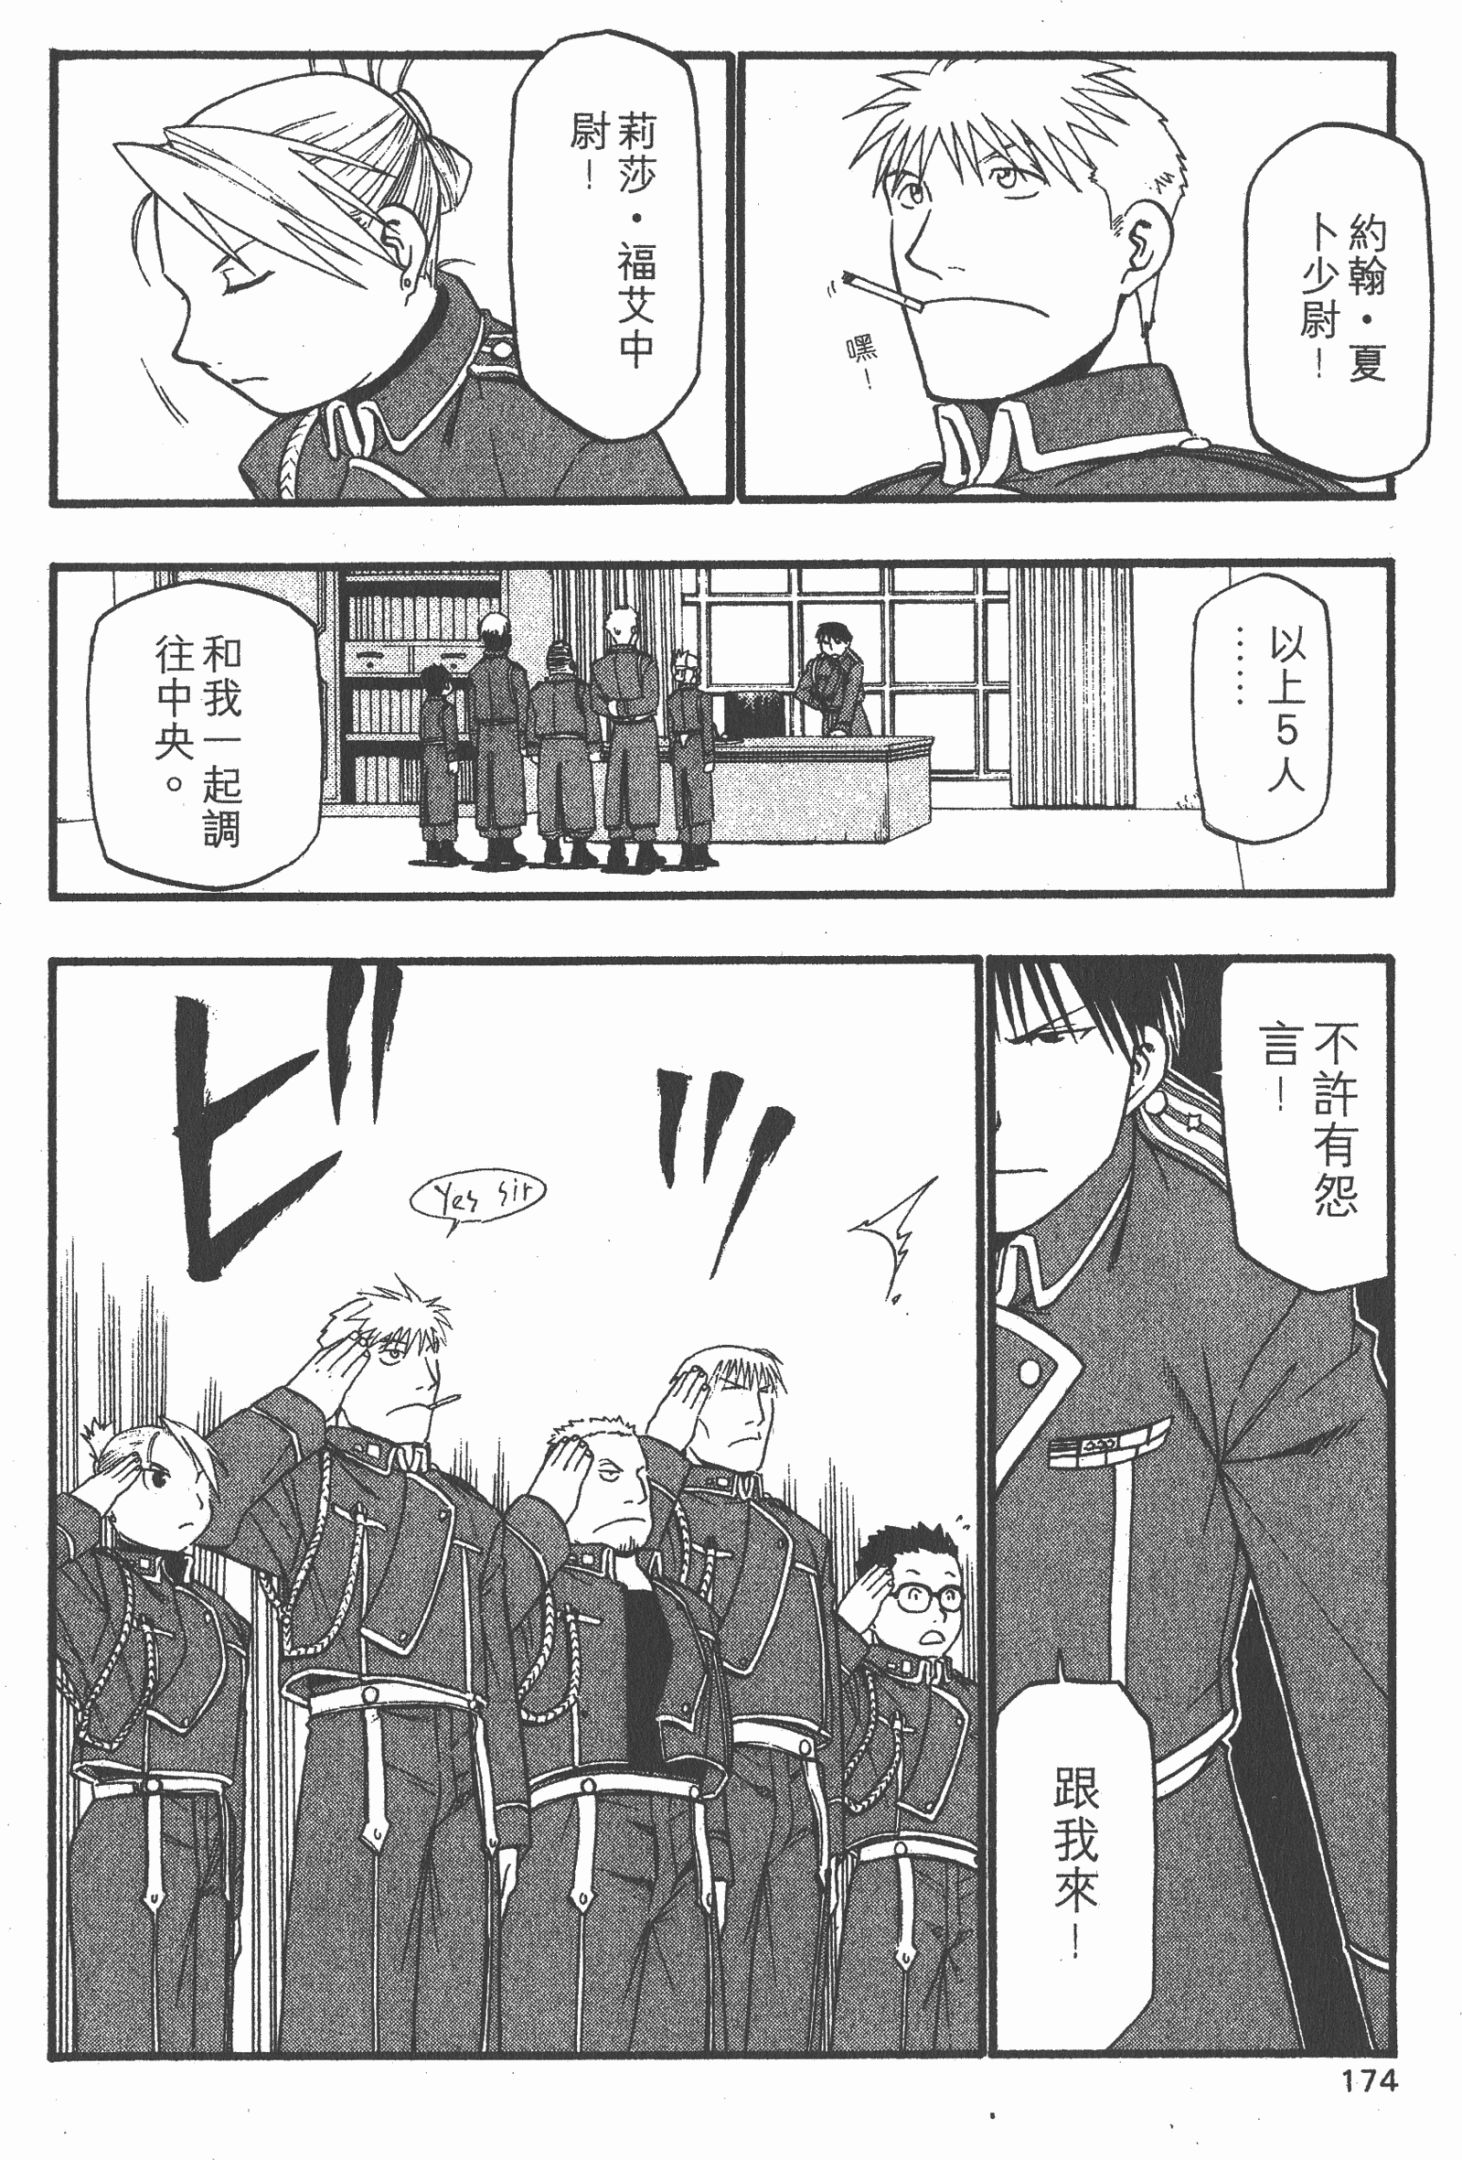 約翰・夏
卜少尉！
嘿！
莉莎・福艾中
尉！
以上5人
……
和我一起調
往中央。
不許有怨
言！
跟我來！
ビッ
Yes sir
174